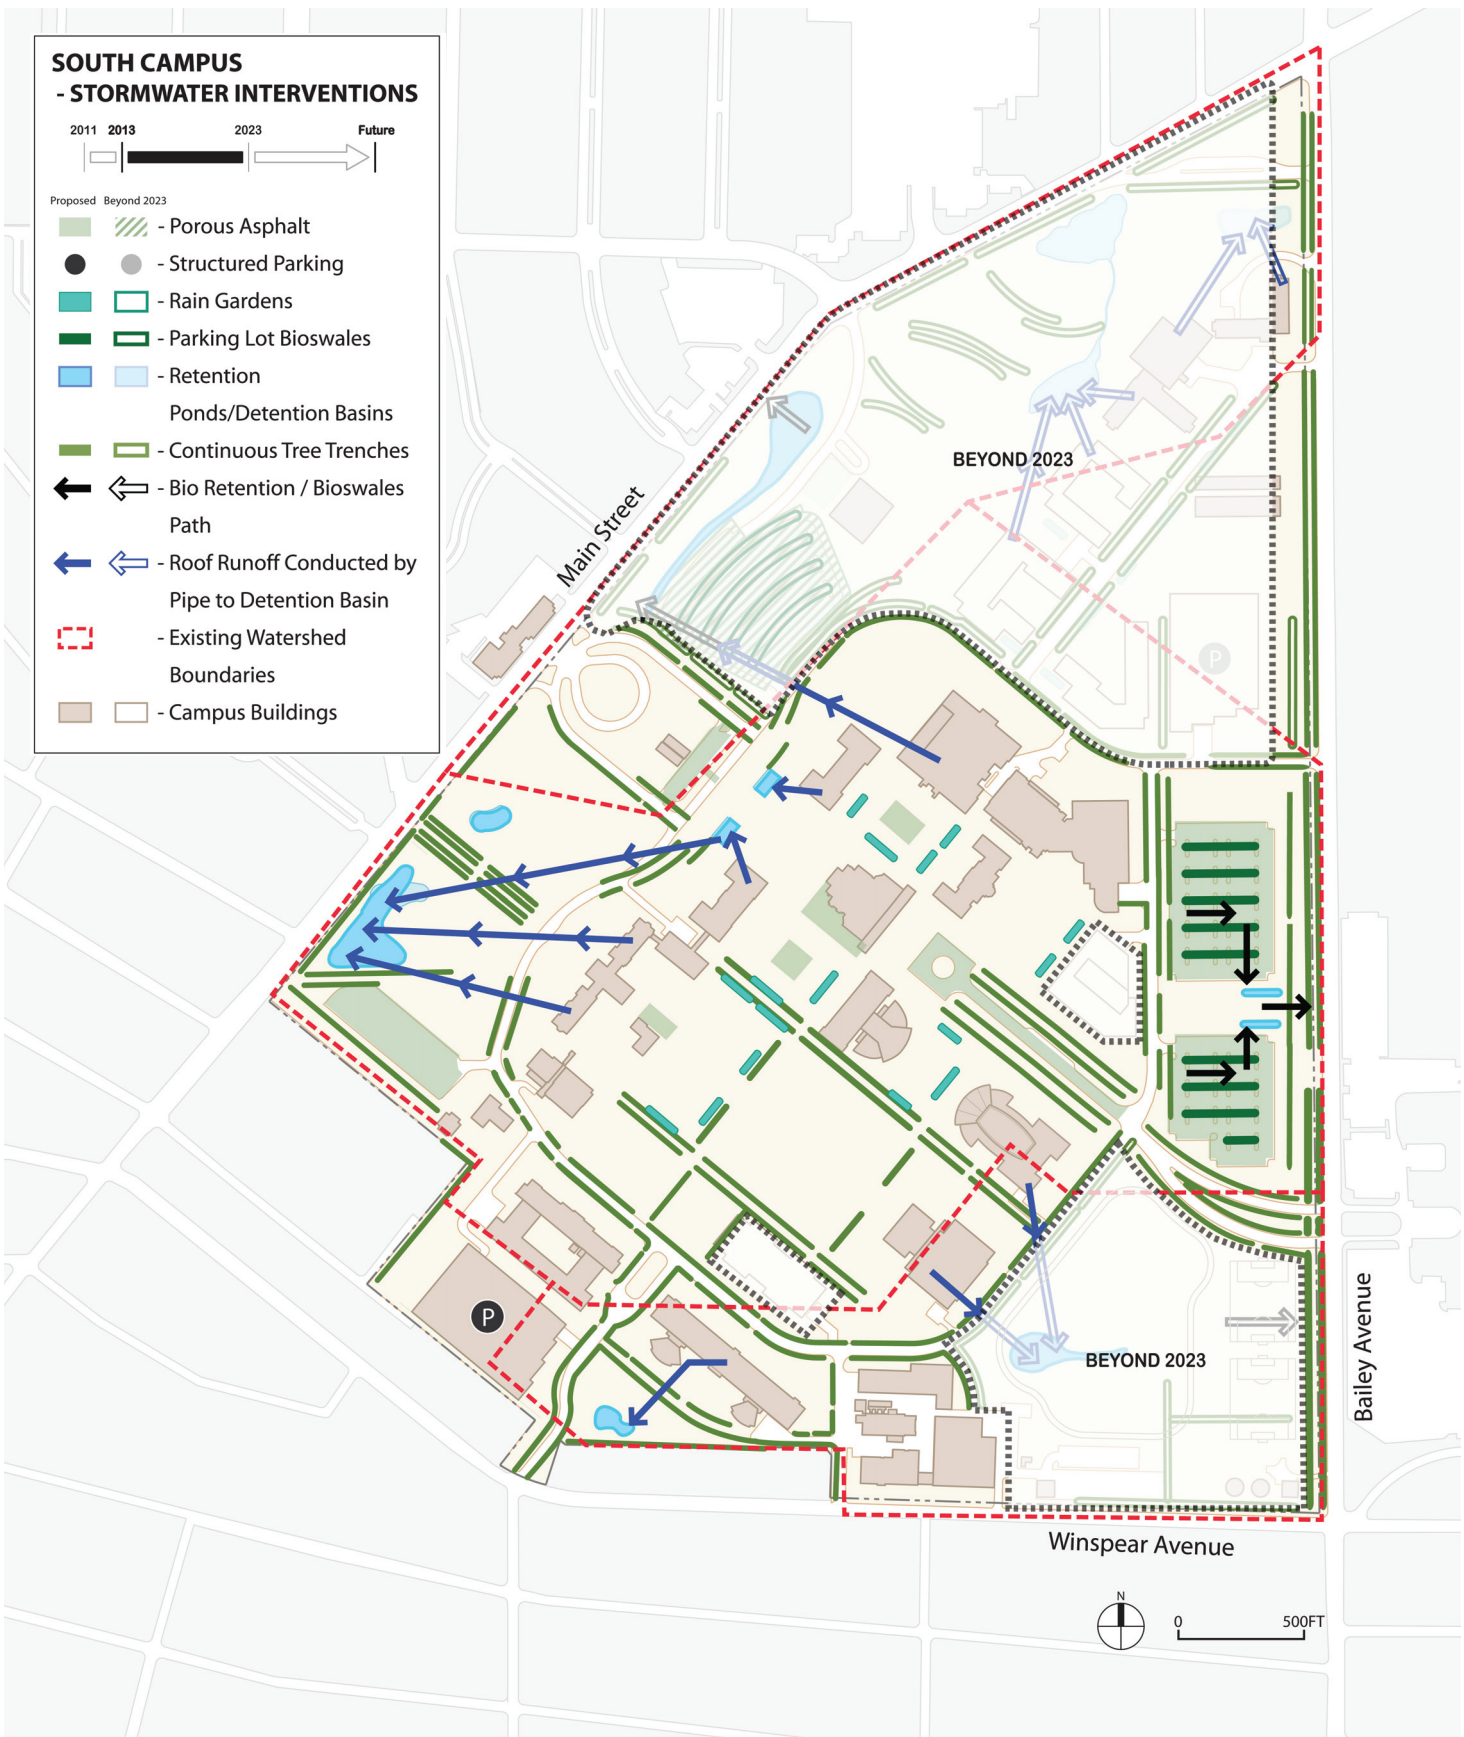 SOUTH CAMPUS
- STORMWATER INTERVENTIONS
2011 2013 2023 Future
Proposed Beyond 2023
- Porous Asphalt
- Structured Parking
- Rain Gardens
- Parking Lot Bioswales
- Retention
Ponds/Detention Basins
- Continuous Tree Trenches
- Bio Retention / Bioswales
Path
- Roof Runoff Conducted by
Pipe to Detention Basin
- Existing Watershed
Boundaries
- Campus Buildings
BEYOND 2023
Main Street
P
P
BEYOND 2023
Bailey Avenue
Winspear Avenue
N
0 500FT